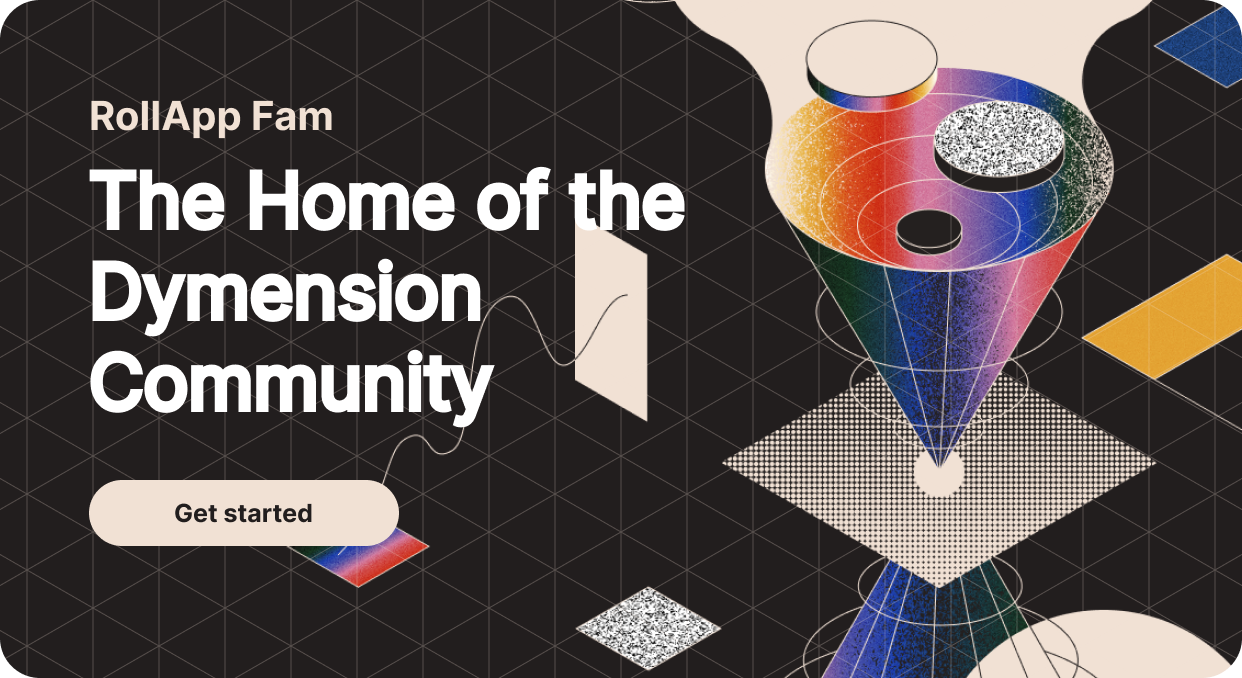 RollApp Fam
The Home of the
Dymension
Community
Get started